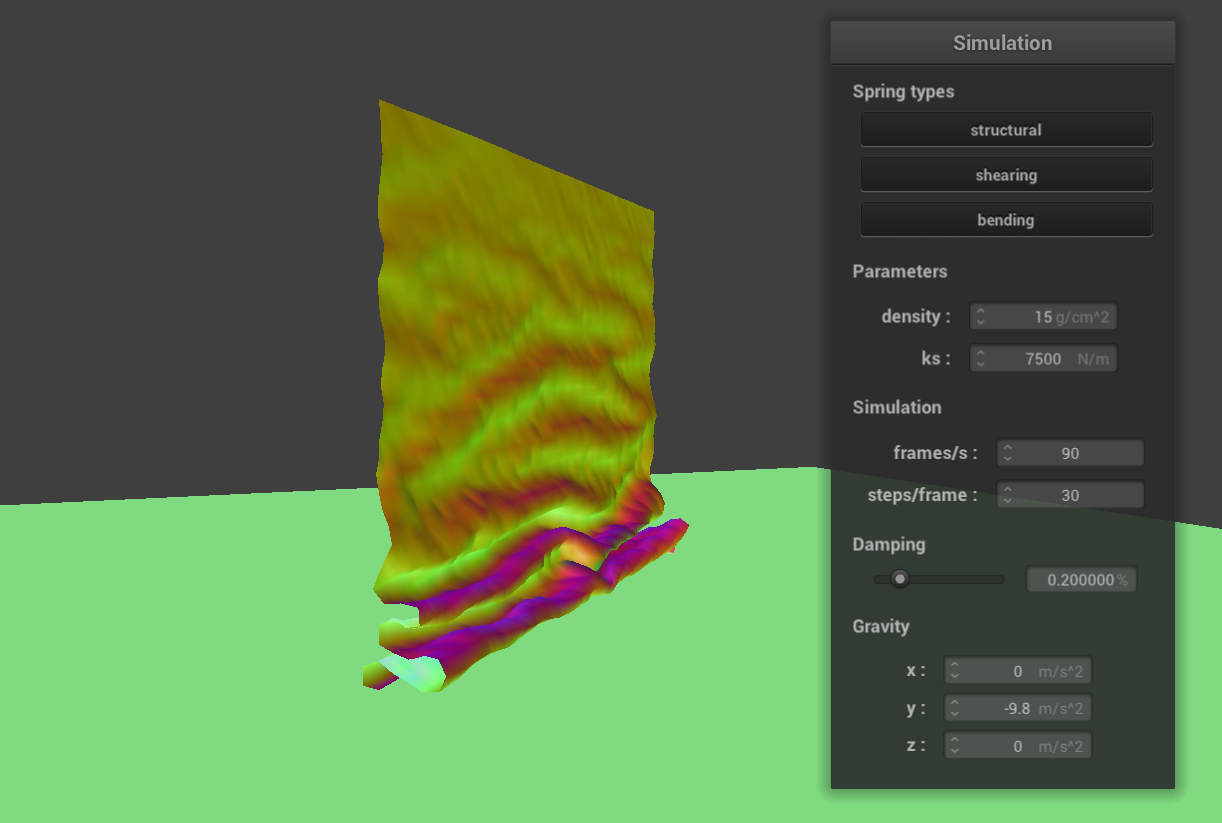 Simulation
Spring types
structural
shearing
bending
Parameters
density : 15 g/cm^2
ks : 7500 N/m
Simulation
frames/s : 90
steps/frame : 30
Damping
0.200000 %
Gravity
x : 0 m/s^2
y : -9.8 m/s^2
z : 0 m/s^2